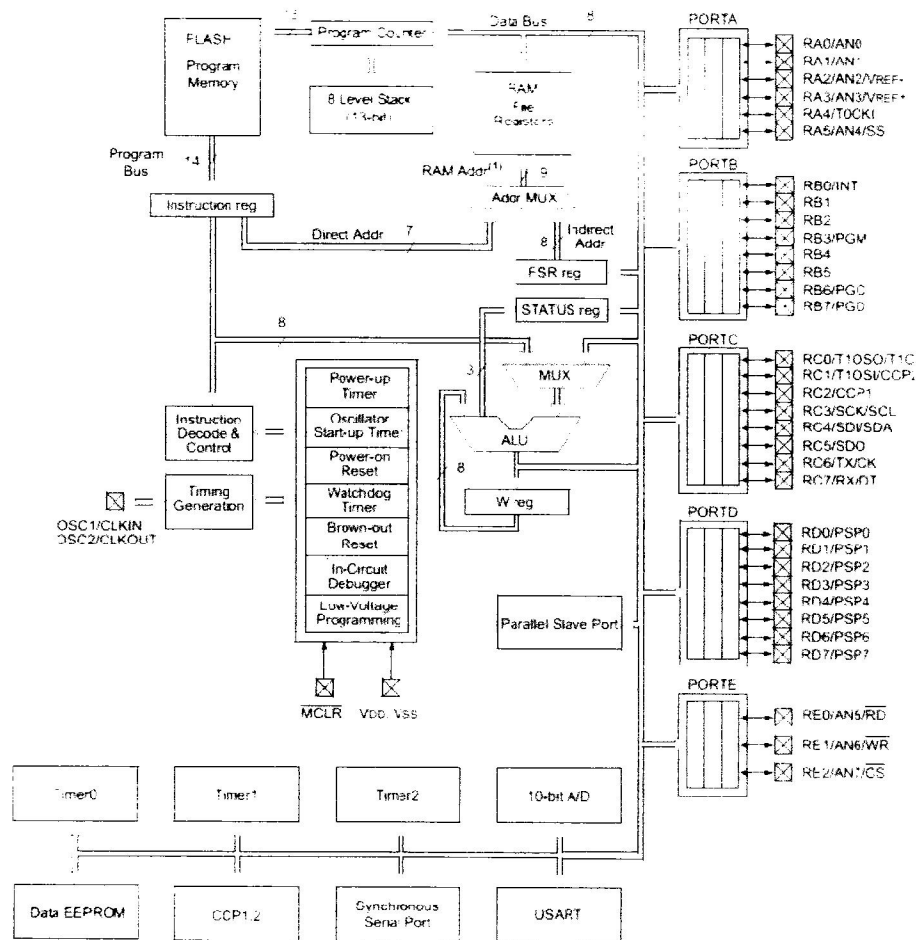 FLASH
Program
Memory
13
Program Counter
Data Bus
8
8 Level Stack
(13-bit)
RAM
File
Registers
Program
Bus
14
RAM Addr(1)
9
Addr MUX
Instruction reg
Direct Addr
7
8
Indirect
Addr
FSR reg
STATUS reg
8
3
MUX
Power-up
Timer
Oscillator
Start-up Timer
Power-on
Reset
Watchdog
Timer
Brown-out
Reset
In-Circuit
Debugger
Low-Voltage
Programming
Instruction
Decode &
Control
Timing
Generation
OSC1/CLKIN
OSC2/CLKOUT
ALU
8
W reg
Parallel Slave Port
MCLR
VDD, VSS
PORTA
RA0/AN0
RA1/AN1
RA2/AN2/VREF-
RA3/AN3/VREF+
RA4/T0CKI
RA5/AN4/SS
PORTB
RB0/INT
RB1
RB2
RB3/PGM
RB4
RB5
RB6/PGC
RB7/PGD
PORTC
RC0/T1OSO/T1C
RC1/T1OSI/CCP2
RC2/CCP1
RC3/SCK/SCL
RC4/SDI/SDA
RC5/SDO
RC6/TX/CK
RC7/RX/DT
PORTD
RD0/PSP0
RD1/PSP1
RD2/PSP2
RD3/PSP3
RD4/PSP4
RD5/PSP5
RD6/PSP6
RD7/PSP7
PORTE
RE0/AN5/RD
RE1/AN6/WR
RE2/AN7/CS
Timer0
Timer1
Timer2
10-bit A/D
Data EEPROM
CCP1,2
Synchronous
Serial Port
USART